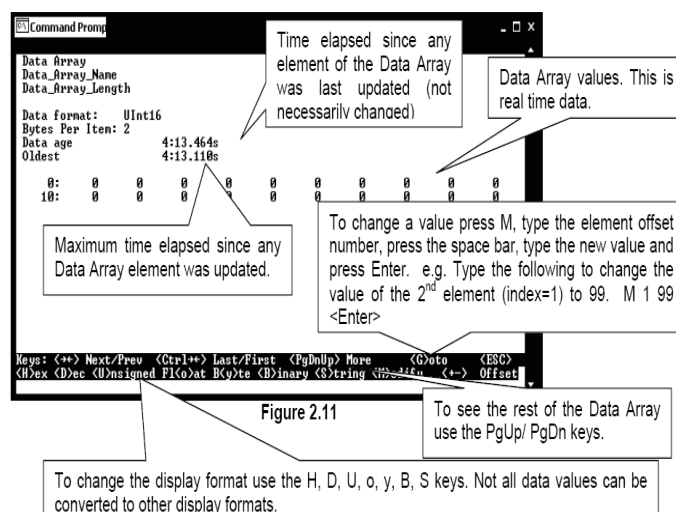 Command Promp
Time elapsed since any
element of the Data Array
was last updated (not
necessarily changed)
Data Array values. This is
real time data.
Data Array
Data_Array_Name
Data_Array_Length
Data format: UInt16
Bytes Per Item: 2
Data age 4:13.464s
Oldest 4:13.110s
0: 0 0 0 0 0 0 0 0 0 0
10: 0 0 0 0 0 0 0 0 0 0
Maximum time elapsed since any
Data Array element was updated.
To change a value press M, type the element offset
number, press the space bar, type the new value and
press Enter. e.g. Type the following to change the
value of the 2nd element (index=1) to 99. M 1 99
<Enter>
Keys: <↔> Next/Prev <Ctrl↔> Last/First <PgDnUp> More <G>oto <ESC>
<H>ex <D>ec <U>nsigned Fl<o>at B<y>te <B>inary <S>tring <M>odify <+-> Offset
Figure 2.11
To see the rest of the Data Array
use the PgUp/ PgDn keys.
To change the display format use the H, D, U, o, y, B, S keys. Not all data values can be
converted to other display formats.